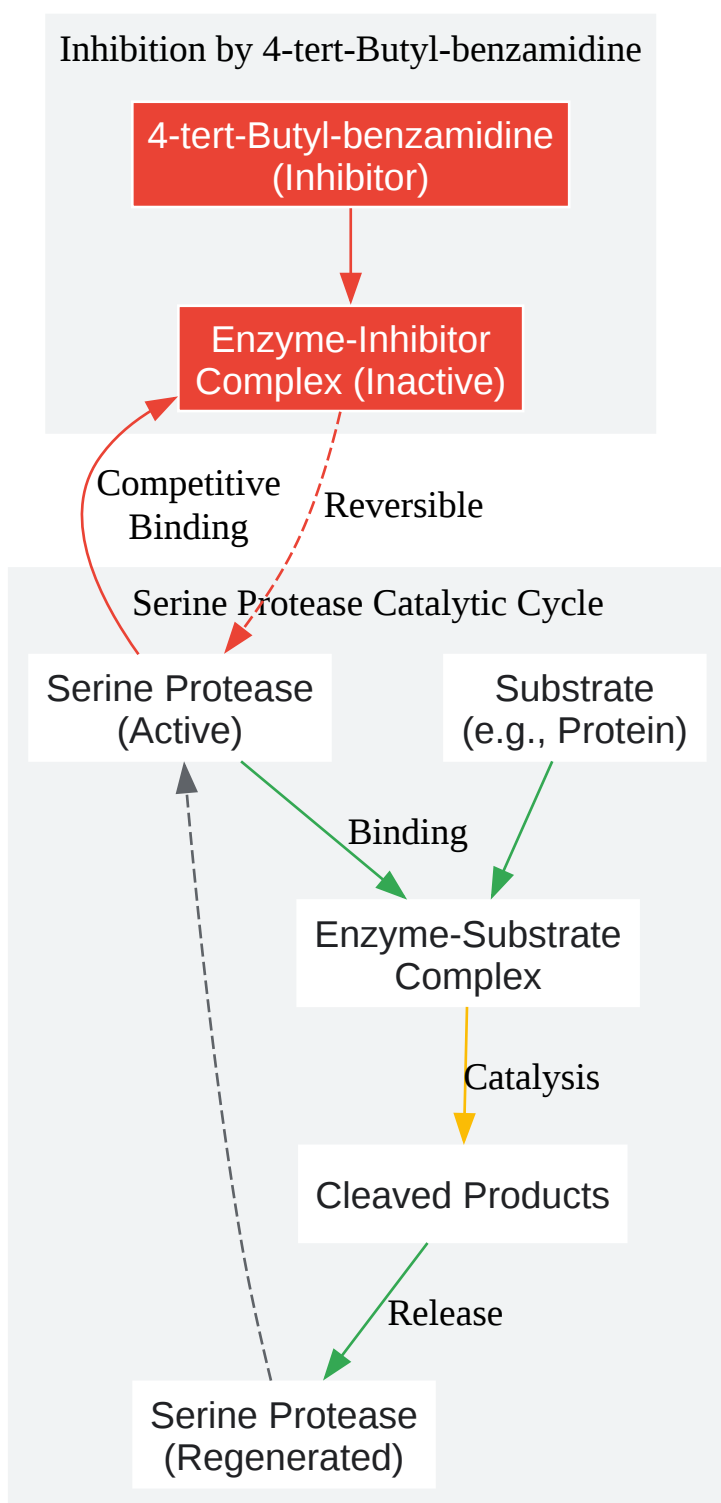 Inhibition by 4-tert-Butyl-benzamidine
4-tert-Butyl-benzamidine
(Inhibitor)
Enzyme-Inhibitor
Complex (Inactive)
Competitive
Binding
Reversible
Serine Protease Catalytic Cycle
Serine Protease
(Active)
Substrate
(e.g., Protein)
Binding
Enzyme-Substrate
Complex
Catalysis
Cleaved Products
Release
Serine Protease
(Regenerated)